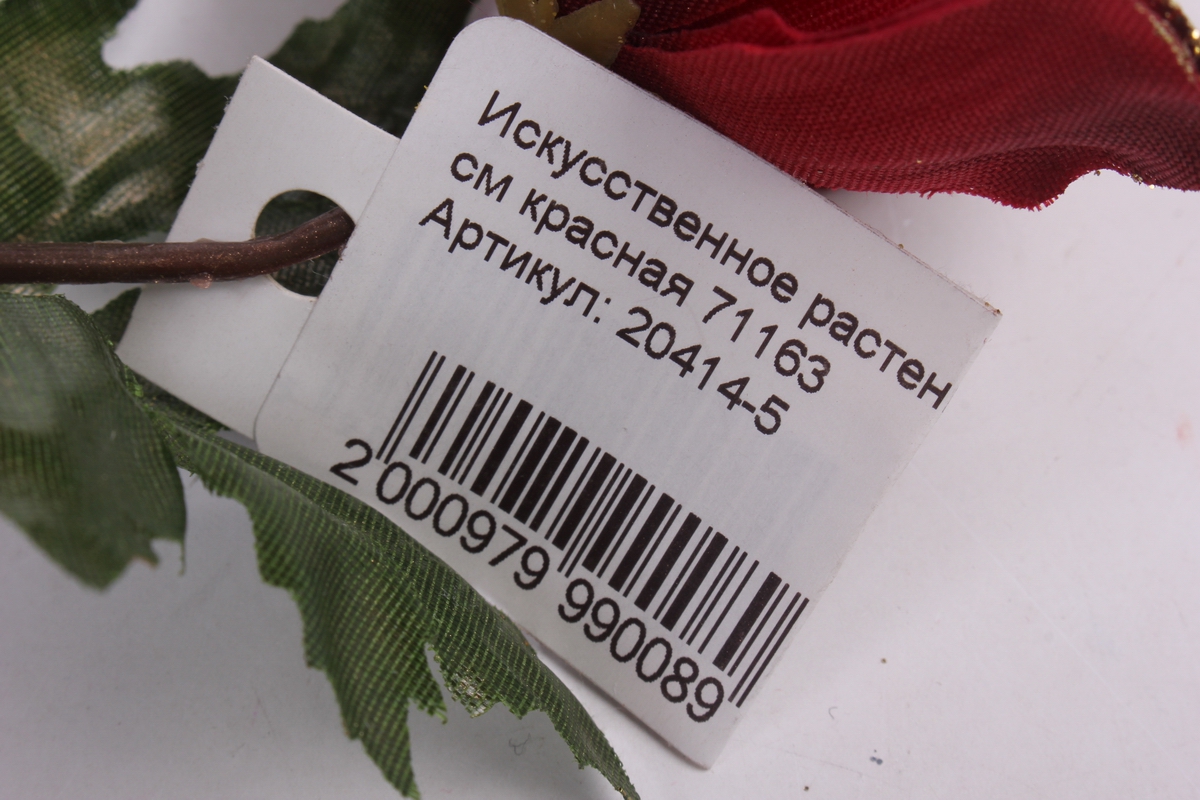 Искусственное растен
см красная 71163
Артикул: 20414-5
2 000979 990089